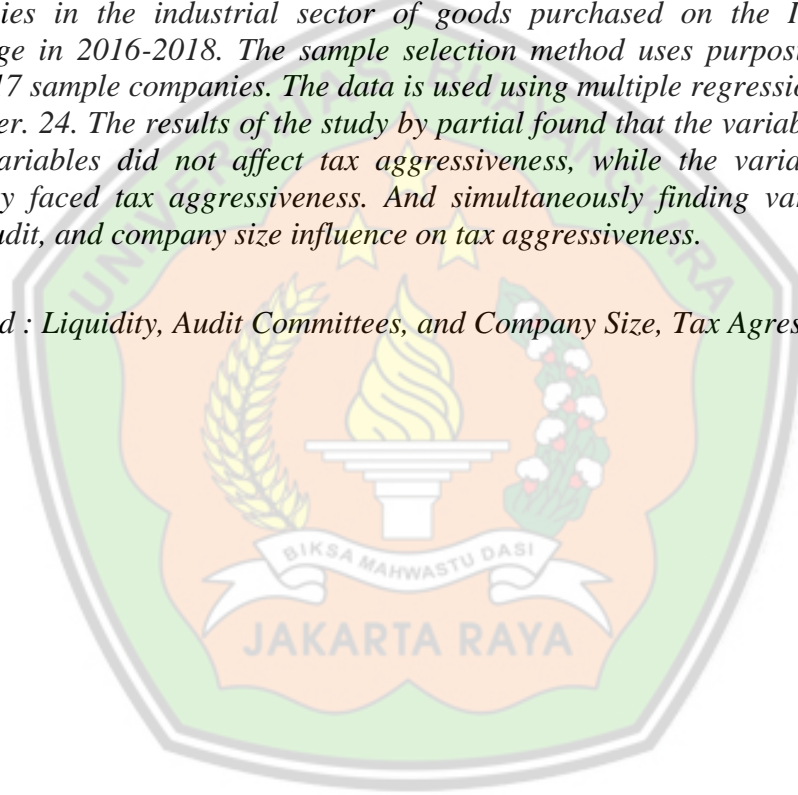 ies in the industrial sector of goods purchased on the I
ge in 2016-2018. The sample selection method uses purposi
17 sample companies. The data is used using multiple regressio
er. 24. The results of the study by partial found that the variab
ariables did not affect tax aggressiveness, while the varia
y faced tax aggressiveness. And simultaneously finding va
udit, and company size influence on tax aggressiveness.
d : Liquidity, Audit Committees, and Company Size, Tax Agres
UNIVERSITAS BHAYANGKARA
BIKSA MAHWASTU DASI
JAKARTA RAYA